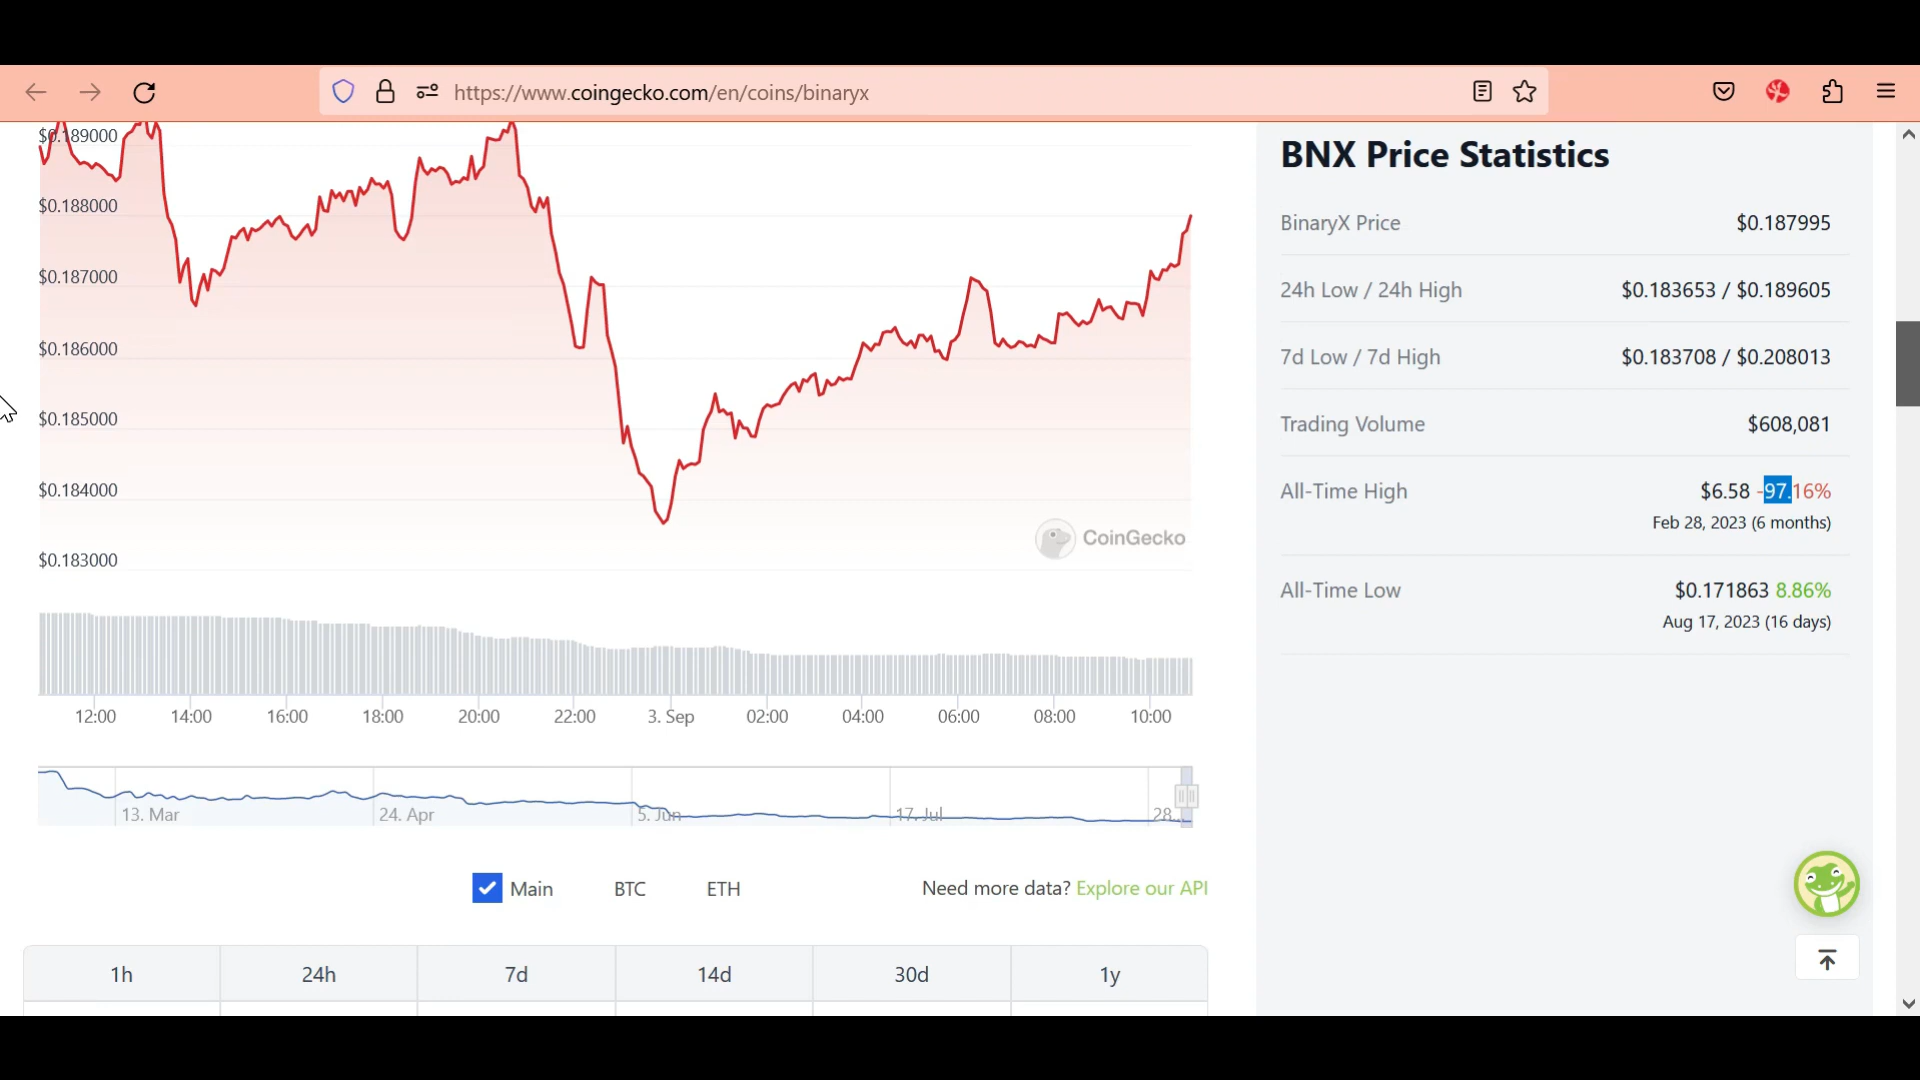 https://www.coingecko.com/en/coins/binaryx
$0.189000
$0.188000
$0.187000
$0.186000
$0.185000
$0.184000
$0.183000
CoinGecko
12:00 14:00 16:00 18:00 20:00 22:00 3. Sep 02:00 04:00 06:00 08:00 10:00
13. Mar 24. Apr 5. Jun 17. Jul 28...
Main BTC ETH Need more data? Explore our API
1h 24h 7d 14d 30d 1y
BNX Price Statistics
BinaryX Price $0.187995
24h Low / 24h High $0.183653 / $0.189605
7d Low / 7d High $0.183708 / $0.208013
Trading Volume $608,081
All-Time High $6.58 -97.16%
Feb 28, 2023 (6 months)
All-Time Low $0.171863 8.86%
Aug 17, 2023 (16 days)